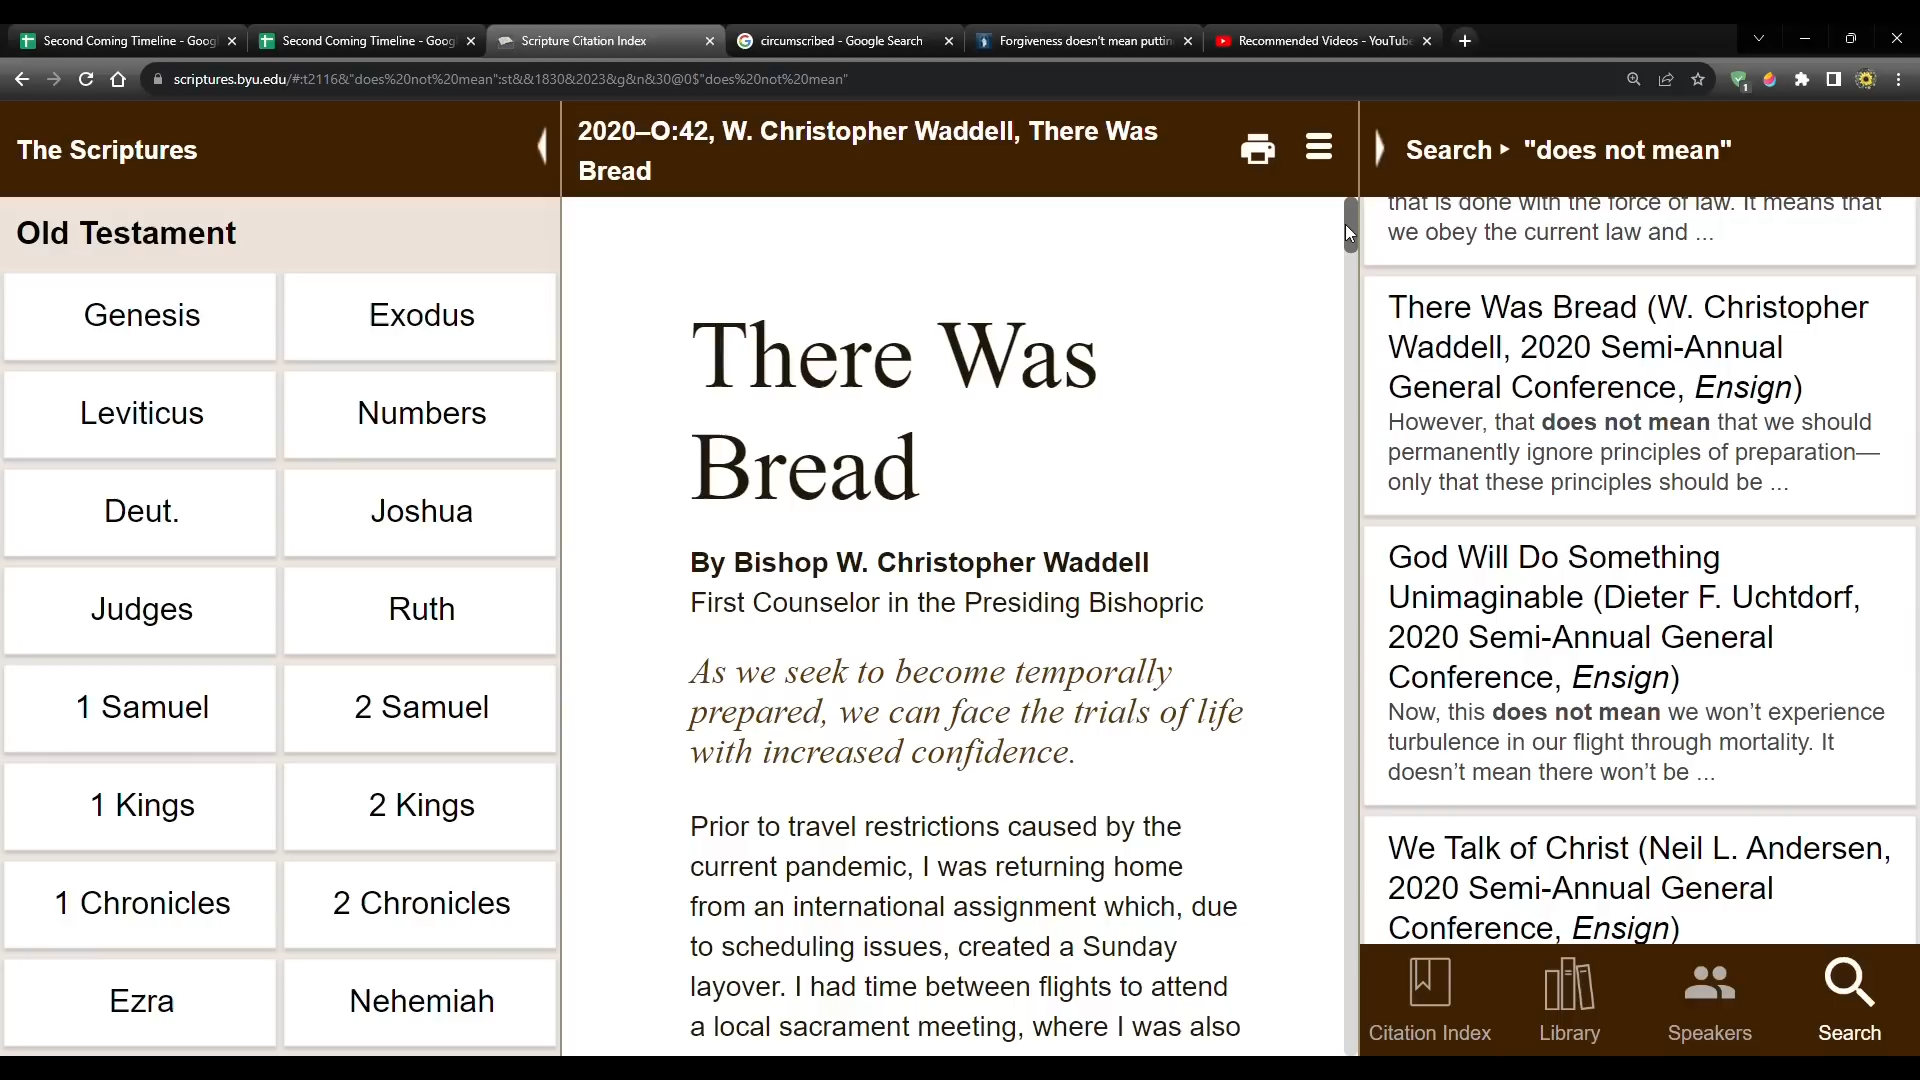 Second Coming Timeline - Goog
Second Coming Timeline - Goog
Scripture Citation Index
circumscribed - Google Search
Forgiveness doesn't mean puttin
Recommended Videos - YouTub
scriptures.byu.edu/#:t2116&"does%20not%20mean":st&&1830&2023&g&n&30@0$"does%20not%20mean"
1
The Scriptures
2020–O:42, W. Christopher Waddell, There Was
Bread
Search ▸ "does not mean"
Old Testament
Genesis
Exodus
Leviticus
Numbers
Deut.
Joshua
Judges
Ruth
1 Samuel
2 Samuel
1 Kings
2 Kings
1 Chronicles
2 Chronicles
Ezra
Nehemiah
There Was
Bread
By Bishop W. Christopher Waddell
First Counselor in the Presiding Bishopric
As we seek to become temporally
prepared, we can face the trials of life
with increased confidence.
Prior to travel restrictions caused by the
current pandemic, I was returning home
from an international assignment which, due
to scheduling issues, created a Sunday
layover. I had time between flights to attend
a local sacrament meeting, where I was also
that is done with the force of law. It means that
we obey the current law and ...
There Was Bread (W. Christopher
Waddell, 2020 Semi-Annual
General Conference, Ensign)
However, that does not mean that we should
permanently ignore principles of preparation—
only that these principles should be ...
God Will Do Something
Unimaginable (Dieter F. Uchtdorf,
2020 Semi-Annual General
Conference, Ensign)
Now, this does not mean we won't experience
turbulence in our flight through mortality. It
doesn't mean there won't be ...
We Talk of Christ (Neil L. Andersen,
2020 Semi-Annual General
Conference, Ensign)
Citation Index
Library
Speakers
Search